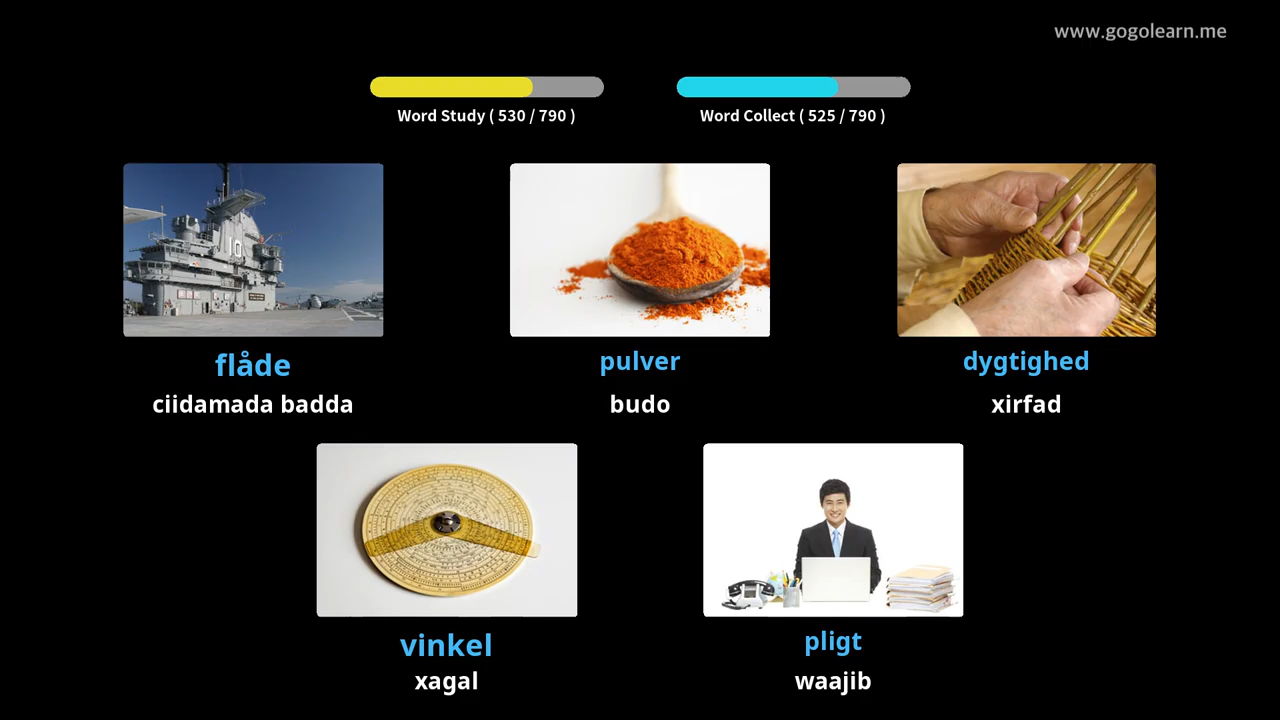 www.gogolearn.me
Word Study ( 530 / 790 )
Word Collect ( 525 / 790 )
10
flåde
pulver
dygtighed
ciidamada badda
budo
xirfad
vinkel
pligt
xagal
waajib